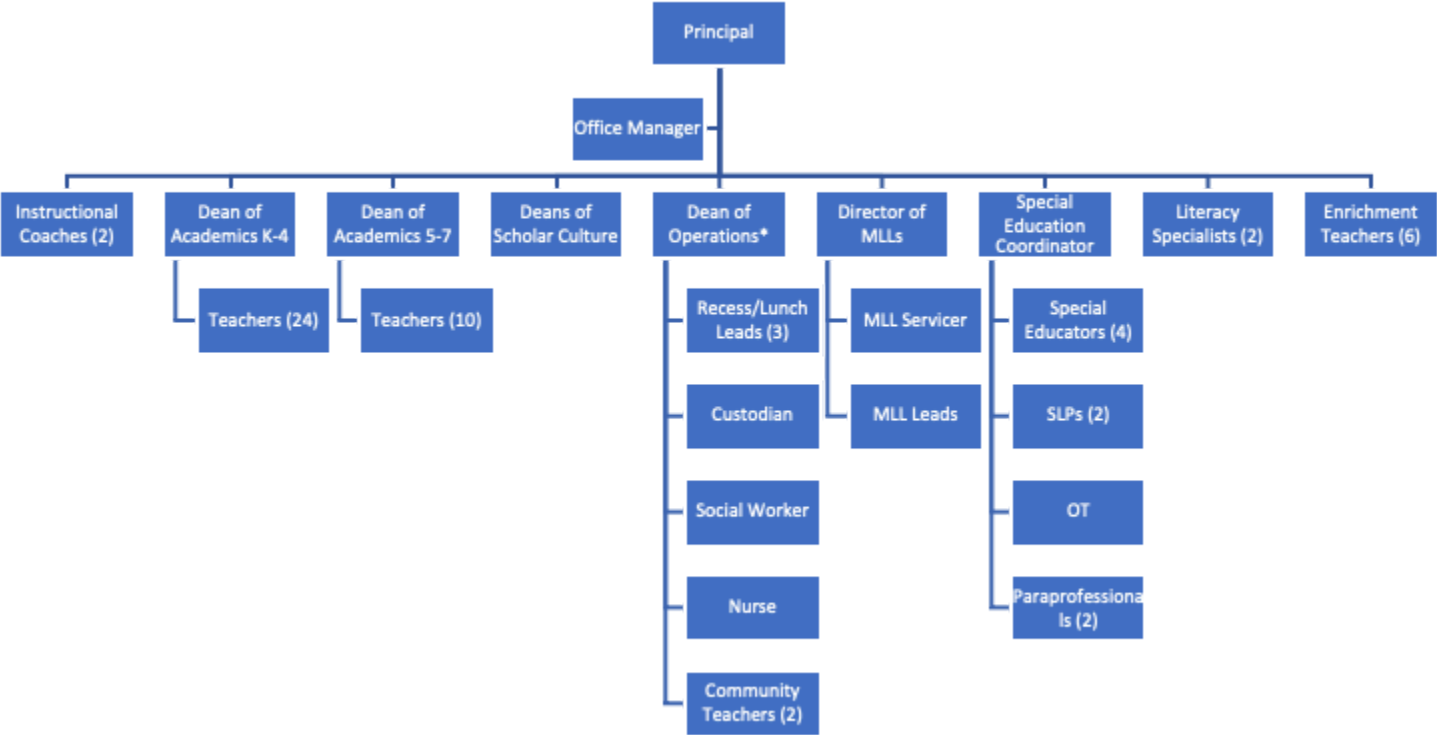 Principal
Office Manager
Instructional
Coaches (2)
Dean of
Academics K-4
Dean of
Academics 5-7
Deans of
Scholar Culture
Dean of
Operations*
Director of
MLLs
Special
Education
Coordinator
Literacy
Specialists (2)
Enrichment
Teachers (6)
Teachers (24)
Teachers (10)
Recess/Lunch
Leads (3)
Custodian
Social Worker
Nurse
Community
Teachers (2)
MLL Servicer
MLL Leads
Special
Educators (4)
SLPs (2)
OT
Paraprofessiona
ls (2)